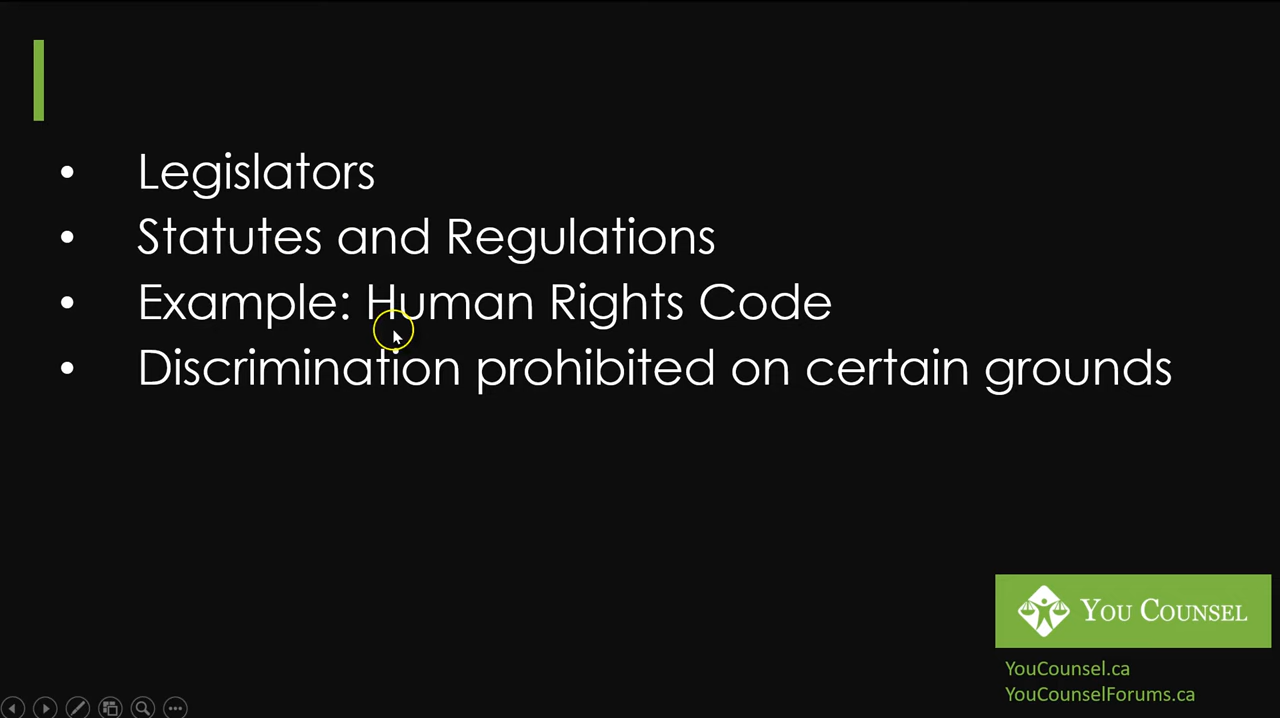 • Legislators
• Statutes and Regulations
• Example: Human Rights Code
• Discrimination prohibited on certain grounds
YOU COUNSEL
YouCounsel.ca
YouCounselForums.ca